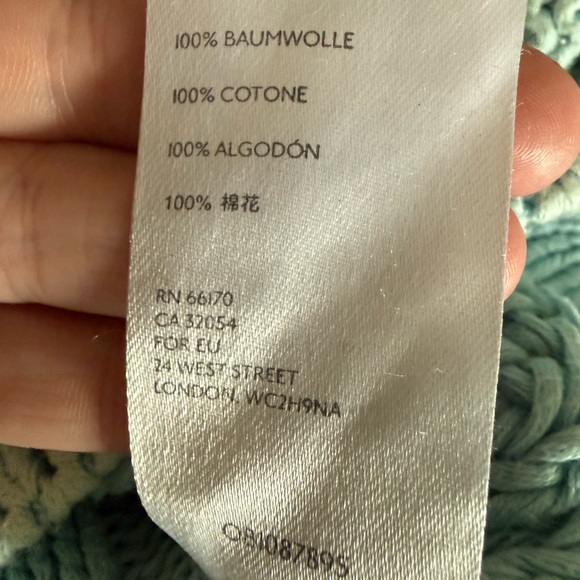 100% BAUMWOLLE
100% COTONE
100% ALGODÓN
100% 棉花
RN 66170
CA 32054
FOR EU
24 WEST STREET
LONDON, WC2H9NA